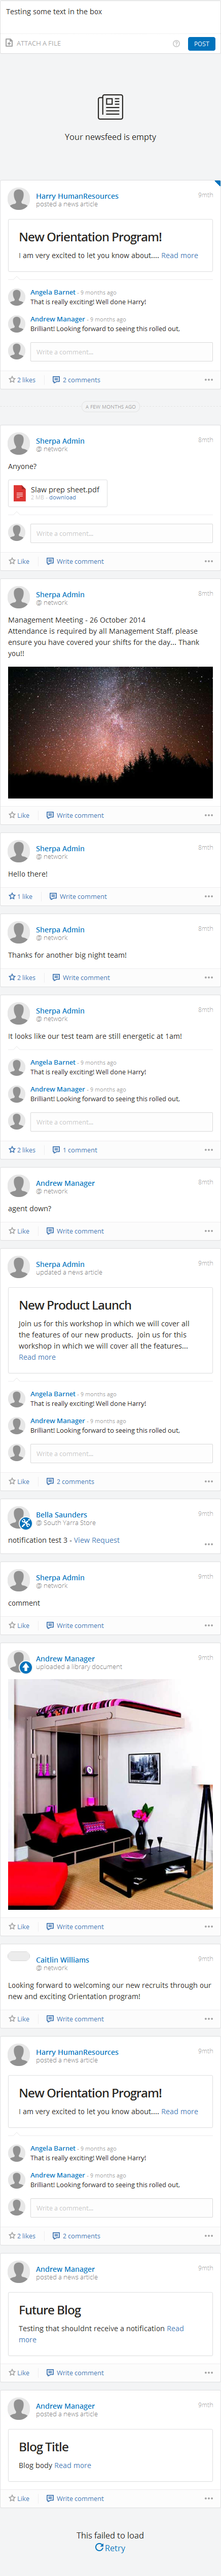 Testing some text in the box
ATTACH A FILE
POST
Your newsfeed is empty
Harry HumanResources
9mth
posted a news article
New Orientation Program!
I am very excited to let you know about.... Read more
Angela Barnet - 9 months ago
That is really exciting! Well done Harry!
Andrew Manager - 9 months ago
Brilliant! Looking forward to seeing this rolled out.
Write a comment...
2 likes
2 comments
A FEW MONTHS AGO
Sherpa Admin
8mth
@ network
Anyone?
Slaw prep sheet.pdf
2 MB · download
Write a comment...
Like
Write comment
Sherpa Admin
8mth
@ network
Management Meeting - 26 October 2014
Attendance is required by all Management Staff, please
ensure you have covered your shifts for the day... Thank
you!!
Like
Write comment
Sherpa Admin
8mth
@ network
Hello there!
1 like
Write comment
Sherpa Admin
8mth
@ network
Thanks for another big night team!
2 likes
Write comment
Sherpa Admin
8mth
@ network
It looks like our test team are still energetic at 1am!
Angela Barnet - 9 months ago
That is really exciting! Well done Harry!
Andrew Manager - 9 months ago
Brilliant! Looking forward to seeing this rolled out.
Write a comment...
2 likes
1 comment
Andrew Manager
8mth
@ network
agent down?
Like
Write comment
Sherpa Admin
9mth
updated a news article
New Product Launch
Join us for this workshop in which we will cover all
the features of our new products. Join us for this
workshop in which we will cover all the features...
Read more
Angela Barnet - 9 months ago
That is really exciting! Well done Harry!
Andrew Manager - 9 months ago
Brilliant! Looking forward to seeing this rolled out.
Write a comment...
Like
2 comments
Bella Saunders
9mth
@ South Yarra Store
notification test 3 - View Request
Sherpa Admin
9mth
@ network
comment
Like
Write comment
Andrew Manager
9mth
uploaded a library document
Like
Write comment
Caitlin Williams
9mth
@ network
Looking forward to welcoming our new recruits through our
new and exciting Orientation program!
Like
Write comment
Harry HumanResources
9mth
posted a news article
New Orientation Program!
I am very excited to let you know about.... Read more
Angela Barnet - 9 months ago
That is really exciting! Well done Harry!
Andrew Manager - 9 months ago
Brilliant! Looking forward to seeing this rolled out.
Write a comment...
2 likes
2 comments
Andrew Manager
9mth
posted a news article
Future Blog
Testing that shouldnt receive a notification Read
more
Like
Write comment
Andrew Manager
9mth
posted a news article
Blog Title
Blog body Read more
Like
Write comment
This failed to load
Retry